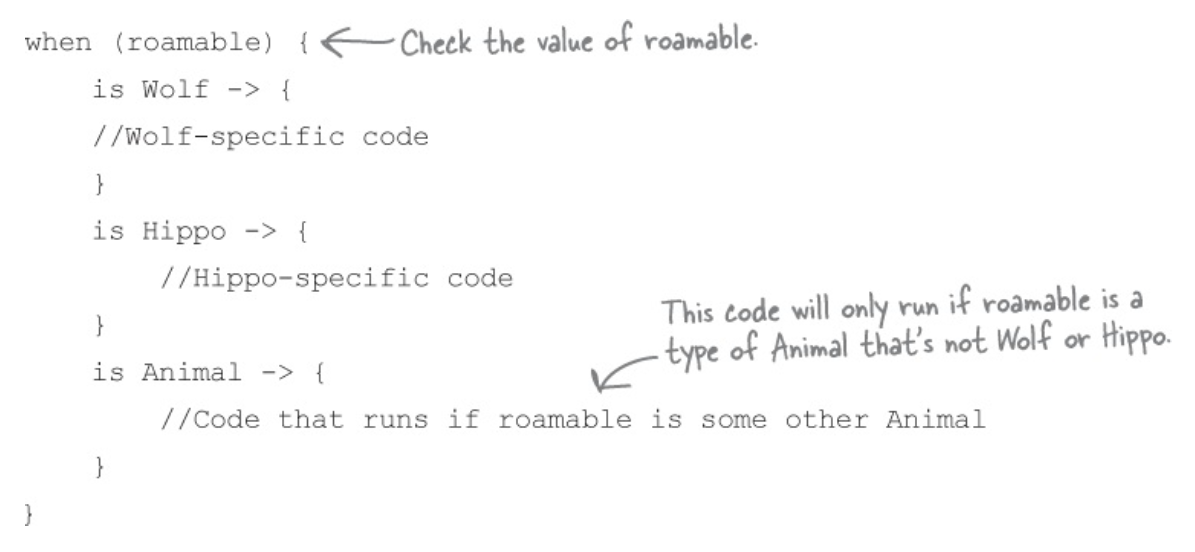 when (roamable) { Check the value of roamable.
is Wolf -> {
//Wolf-specific code
}
is Hippo -> {
//Hippo-specific code
}
This code will only run if roamable is a
type of Animal that's not Wolf or Hippo.
is Animal -> {
//Code that runs if roamable is some other Animal
}
}